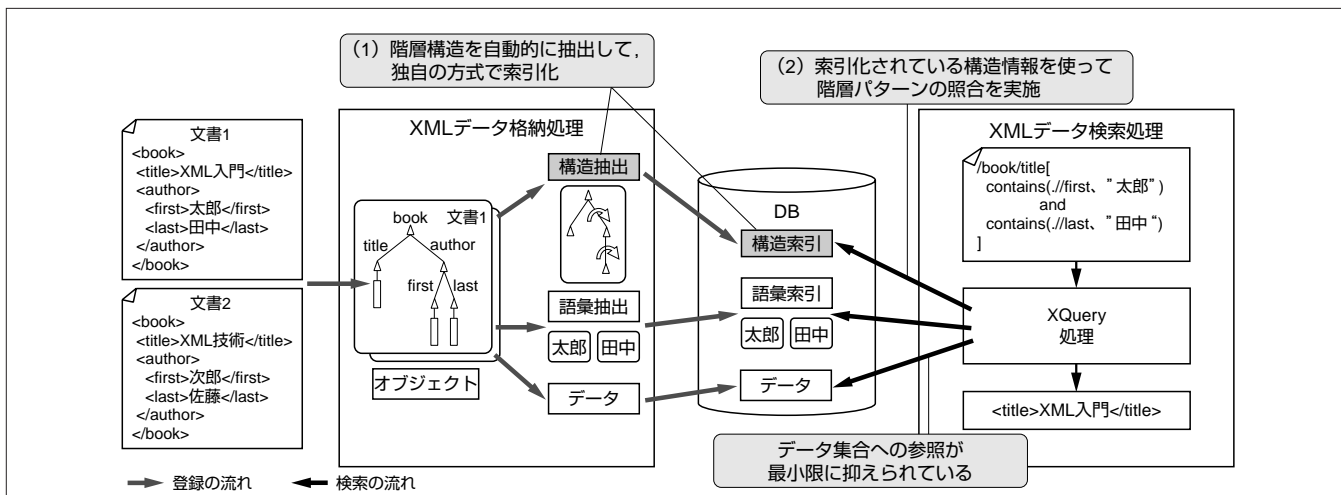 (1) 階層構造を自動的に抽出して,
独自の方式で索引化
(2) 索引化されている構造情報を使って
階層パターンの照合を実施
文書1
<book>
<title>XML入門</title>
<author>
<first>太郎</first>
<last>田中</last>
</author>
</book>
文書2
<book>
<title>XML技術</title>
<author>
<first>次郎</first>
<last>佐藤</last>
</author>
</book>
XMLデータ格納処理
book
文書1
title
author
first
last
オブジェクト
構造抽出
語彙抽出
太郎
田中
データ
DB
構造索引
語彙索引
太郎
田中
データ
XMLデータ検索処理
/book/title[
contains(.//first、"太郎")
and
contains(.//last、"田中“)
]
XQuery
処理
<title>XML入門</title>
データ集合への参照が
最小限に抑えられている
登録の流れ
検索の流れ